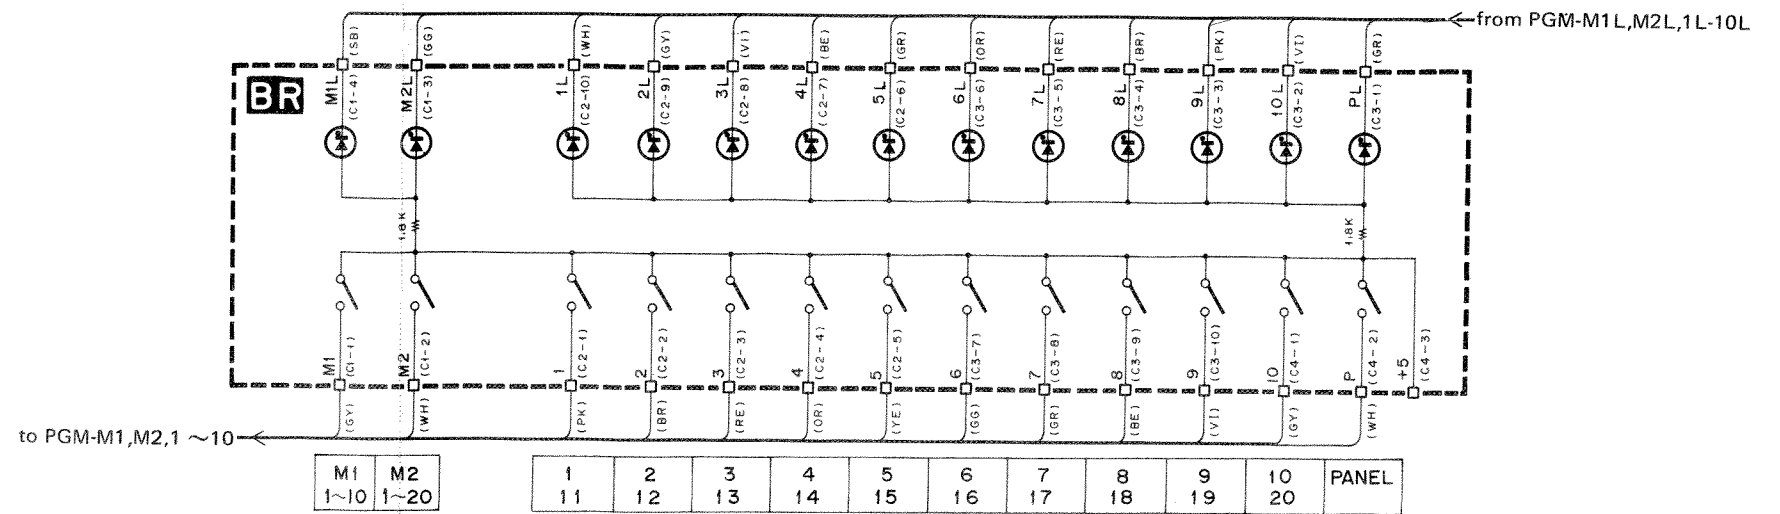 from PGM-M1L,M2L,1L-10L
(SB) (GG) (WH) (GY) (VI) (BE) (GR) (OR) (RE) (BR) (PK) (VI) (GR)
BR
M1L M2L 1L 2L 3L 4L 5L 6L 7L 8L 9L 10L PL
(C1-4) (C1-3) (C2-10) (C2-9) (C2-8) (C2-7) (C2-6) (C3-6) (C3-5) (C3-4) (C3-3) (C3-2) (C3-1)
1.8K 1.8K
M1 M2 1 2 3 4 5 6 7 8 9 10 P +5
(C1-1) (C1-2) (C2-1) (C2-2) (C2-3) (C2-4) (C2-5) (C3-7) (C3-8) (C3-9) (C3-10) (C4-1) (C4-2) (C4-3)
(GY) (WH) (PK) (BR) (RE) (OR) (YE) (GG) (GR) (BE) (VI) (GY) (WH)
to PGM-M1,M2,1 ~10
M1 M2 1 2 3 4 5 6 7 8 9 10 PANEL
1~10 1~20 11 12 13 14 15 16 17 18 19 20